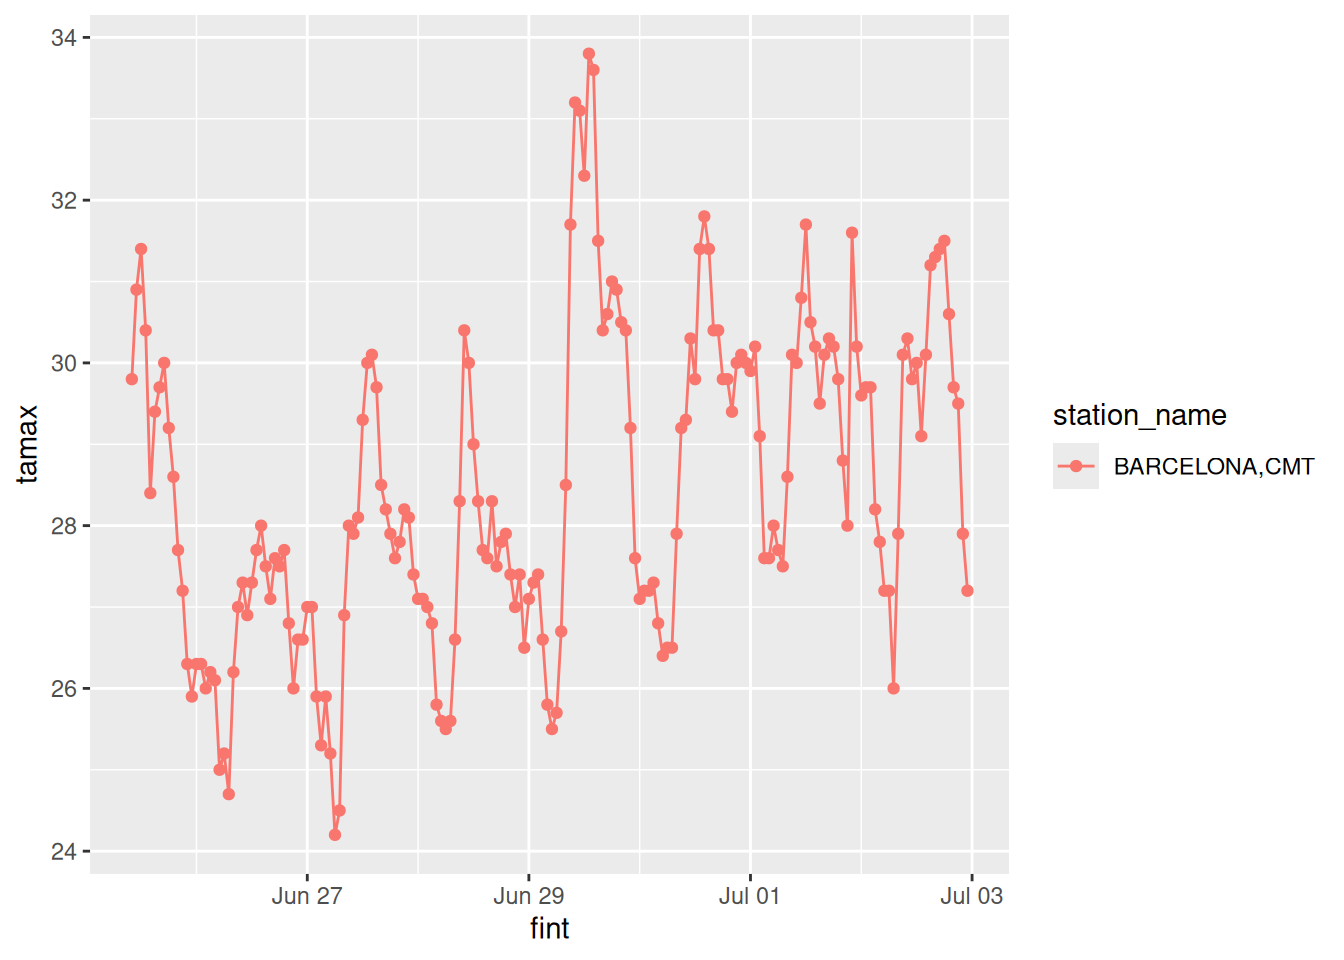 34
32
30
28
26
24
tamax
Jun 27
Jun 29
Jul 01
Jul 03
fint
station_name
BARCELONA,CMT